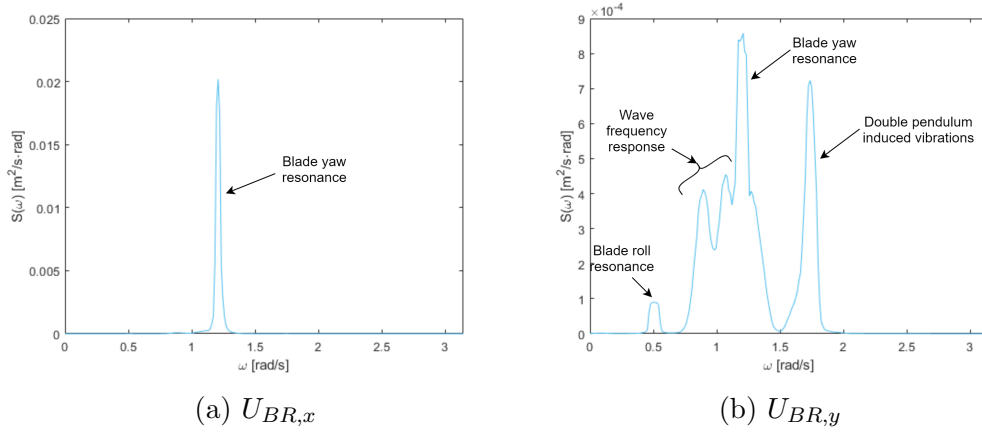 0.025
0.02
0.015
0.01
0.005
0
S(ω) [m²/s·rad]
Blade yaw
resonance
0 0.5 1 1.5 2 2.5 3
ω [rad/s]
(a) U_{BR,x}
×10⁻⁴
9
8
7
6
5
4
3
2
1
0
S(ω) [m²/s·rad]
Blade yaw
resonance
Wave
frequency
response
Double pendulum
induced vibrations
Blade roll
resonance
0 0.5 1 1.5 2 2.5 3
ω [rad/s]
(b) U_{BR,y}